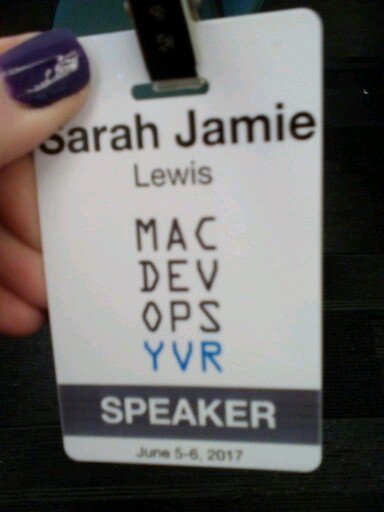 Sarah Jamie
Lewis
MAC
DEV
OPS
YVR
SPEAKER
June 5-6, 2017